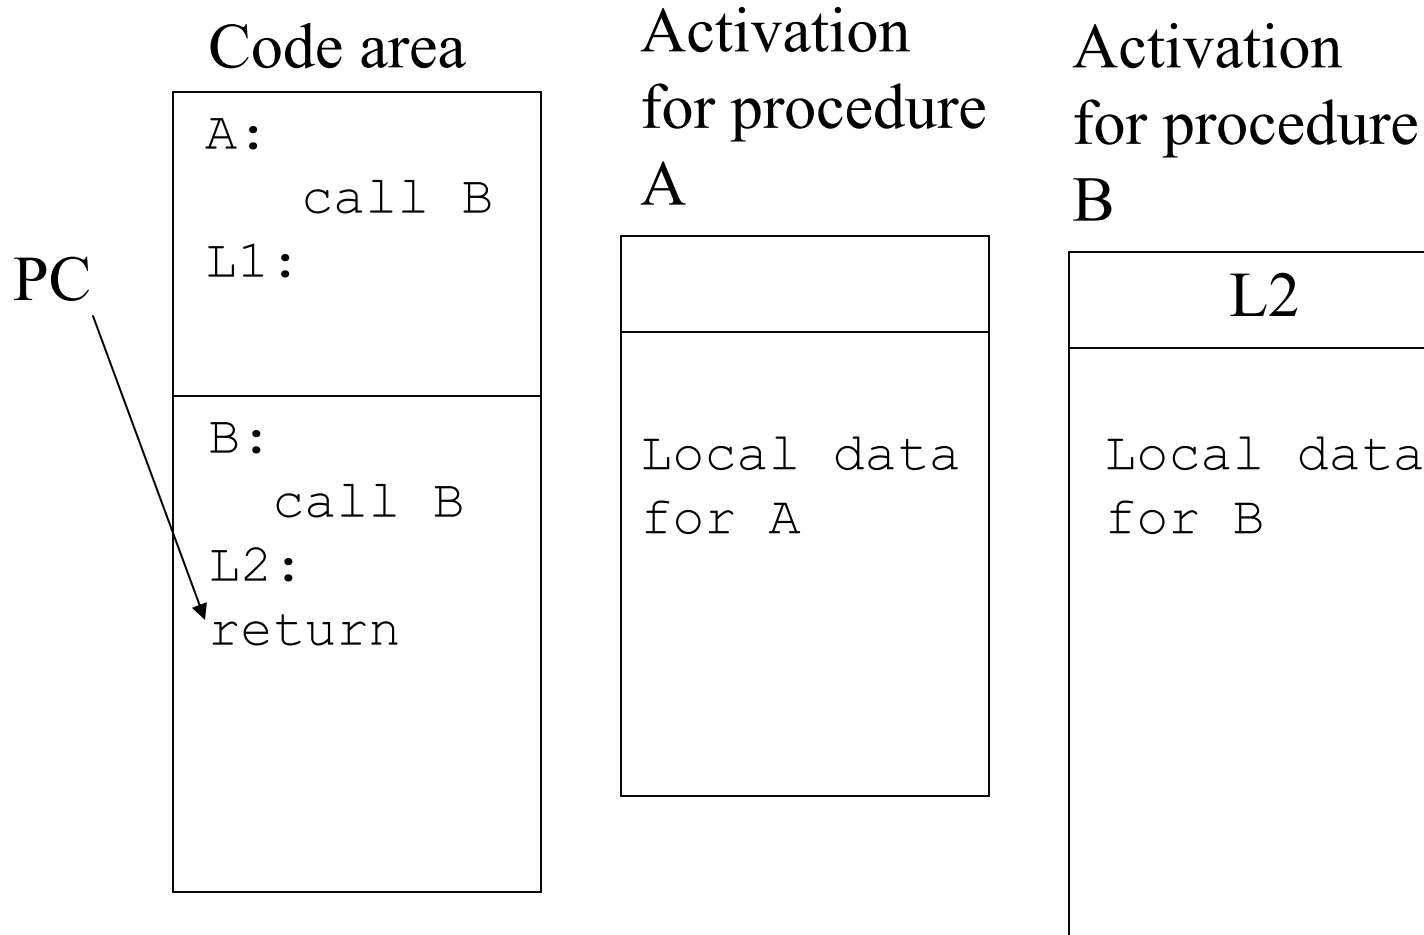 Code area
A:
call B
L1:
PC
B:
call B
L2:
return
Activation
for procedure
A
Local data
for A
Activation
for procedure
B
L2
Local data
for B